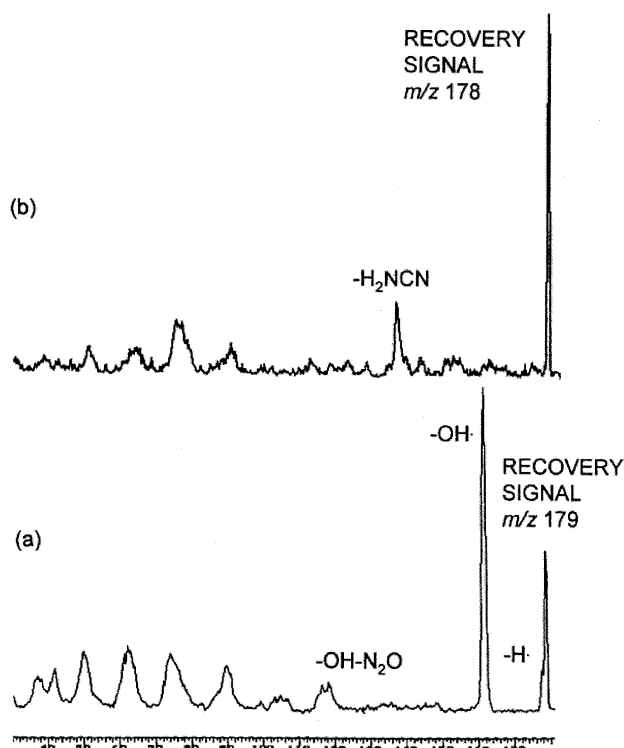 RECOVERY
SIGNAL
m/z 178
(b)
-H₂NCN
-OH·
RECOVERY
SIGNAL
m/z 179
(a)
-OH-N₂O
-H·